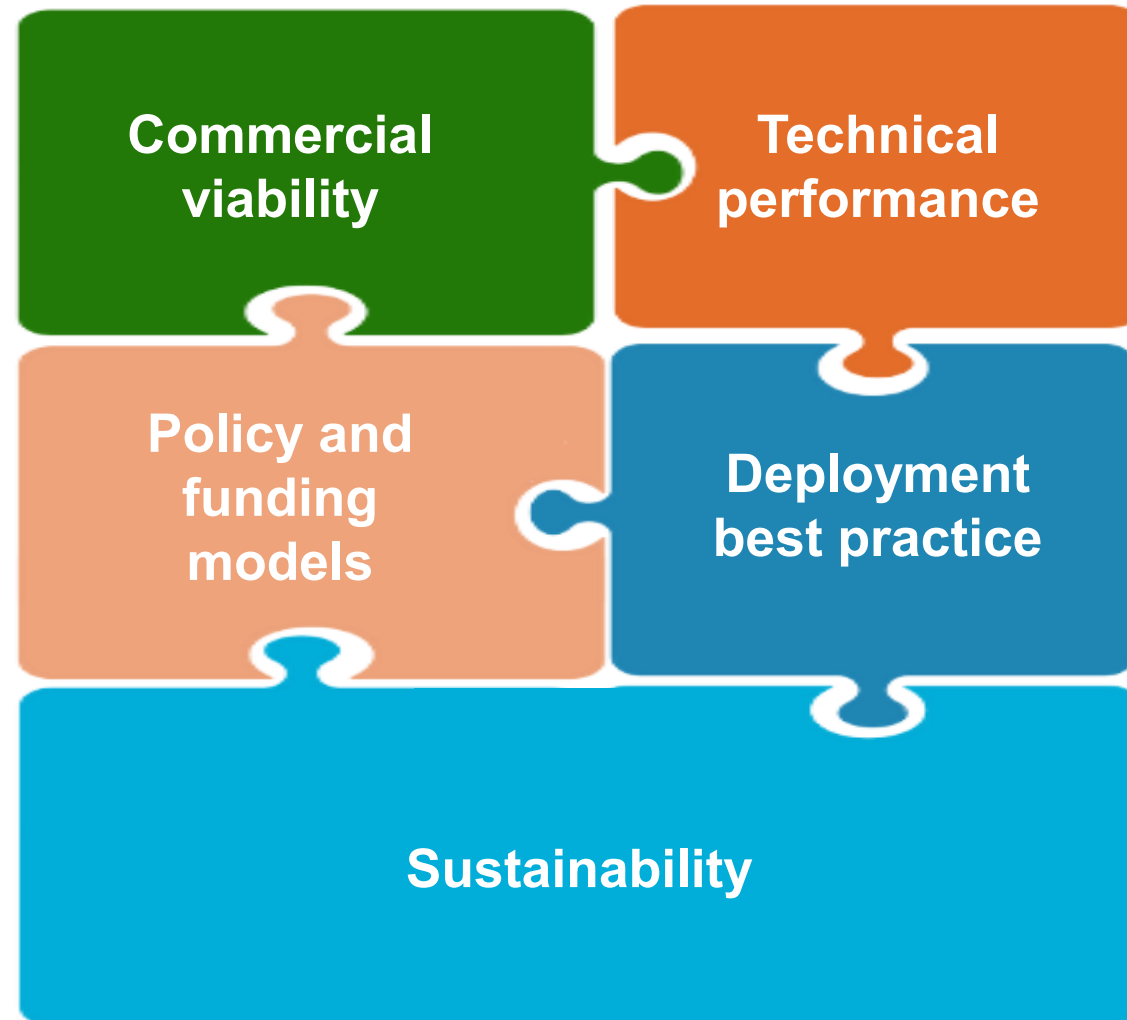 Commercial
viability
Technical
performance
Policy and
funding
models
Deployment
best practice
Sustainability